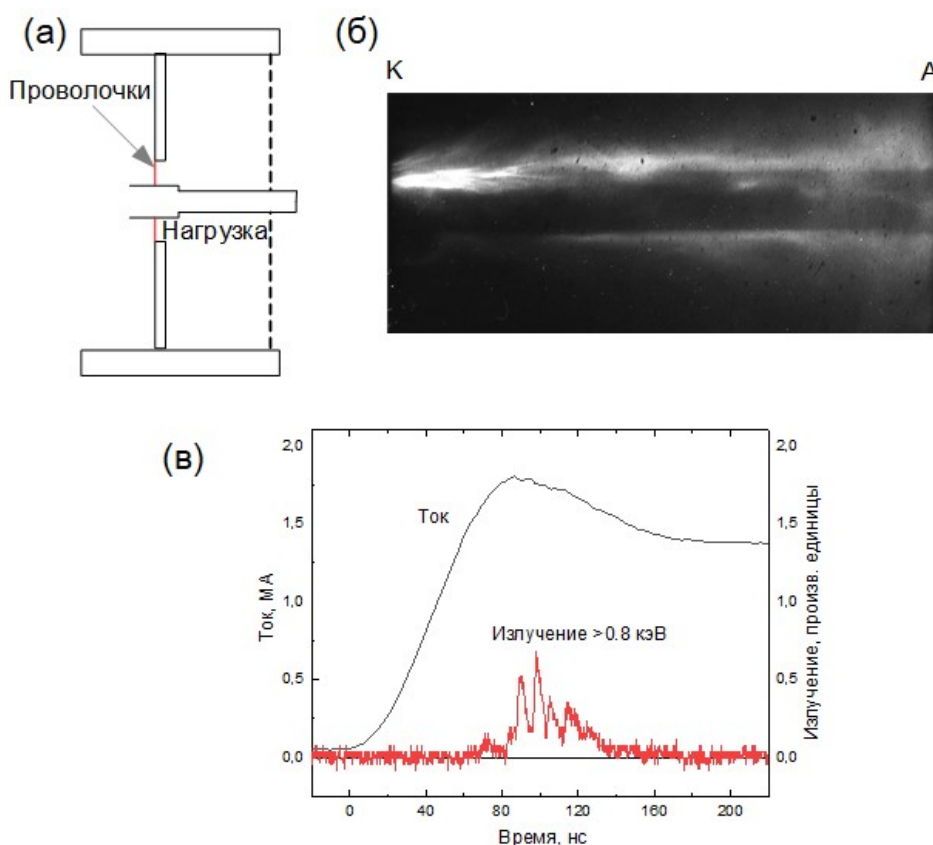 (а)
Проволочки
Нагрузка
(б)
К
А
(в)
2,0
1,5
1,0
0,5
0,0
Ток, МА
Ток
Излучение >0.8 кэВ
2,0
1,5
1,0
0,5
0,0
Излучение, произв. единицы
0
40
80
120
160
200
Время, нс